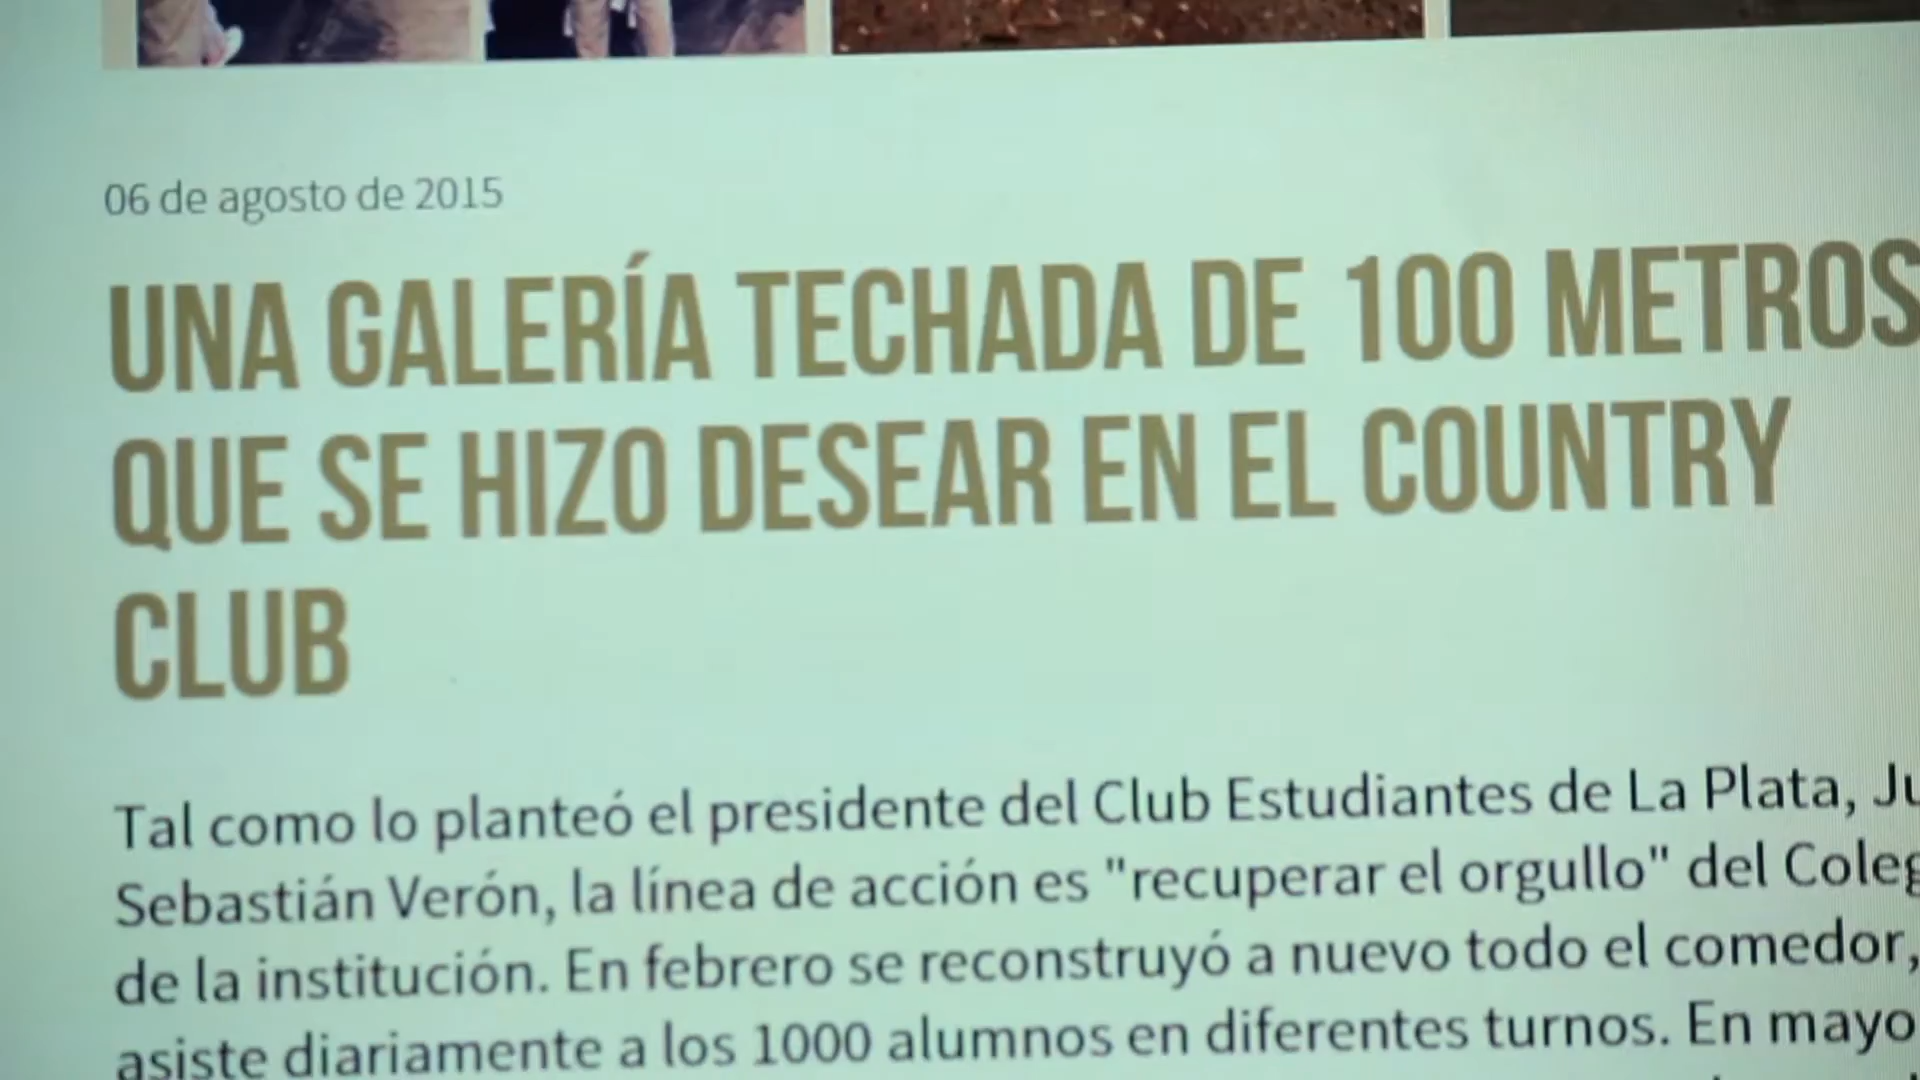 06 de agosto de 2015
UNA GALERÍA TECHADA DE 100 METROS
QUE SE HIZO DESEAR EN EL COUNTRY
CLUB
Tal como lo planteó el presidente del Club Estudiantes de La Plata,
Sebastián Verón, la línea de acción es "recuperar el orgullo" del
de la institución. En febrero se reconstruyó a nuevo todo el comedor,
asiste diariamente a los 1000 alumnos en diferentes turnos. En mayo